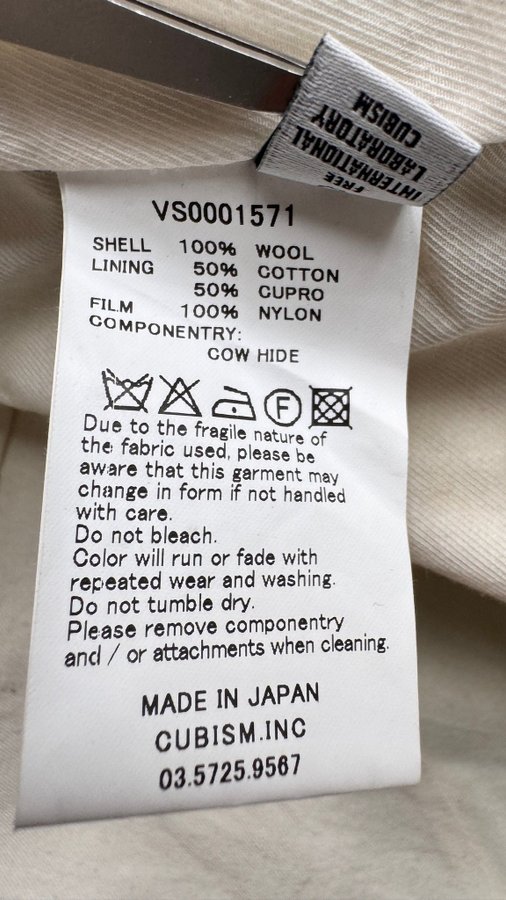 FREE
INTERNATIONAL
LABORATORY
CUBISM
VS0001571
SHELL 100% WOOL
LINING 50% COTTON
50% CUPRO
FILM 100% NYLON
COMPONENTRY:
COW HIDE
F
Due to the fragile nature of
the fabric used, please be
aware that this garment may
change in form if not handled
with care.
Do not bleach.
Color will run or fade with
repeated wear and washing.
Do not tumble dry.
Please remove componentry
and / or attachments when cleaning.
MADE IN JAPAN
CUBISM.INC
03.5725.9567